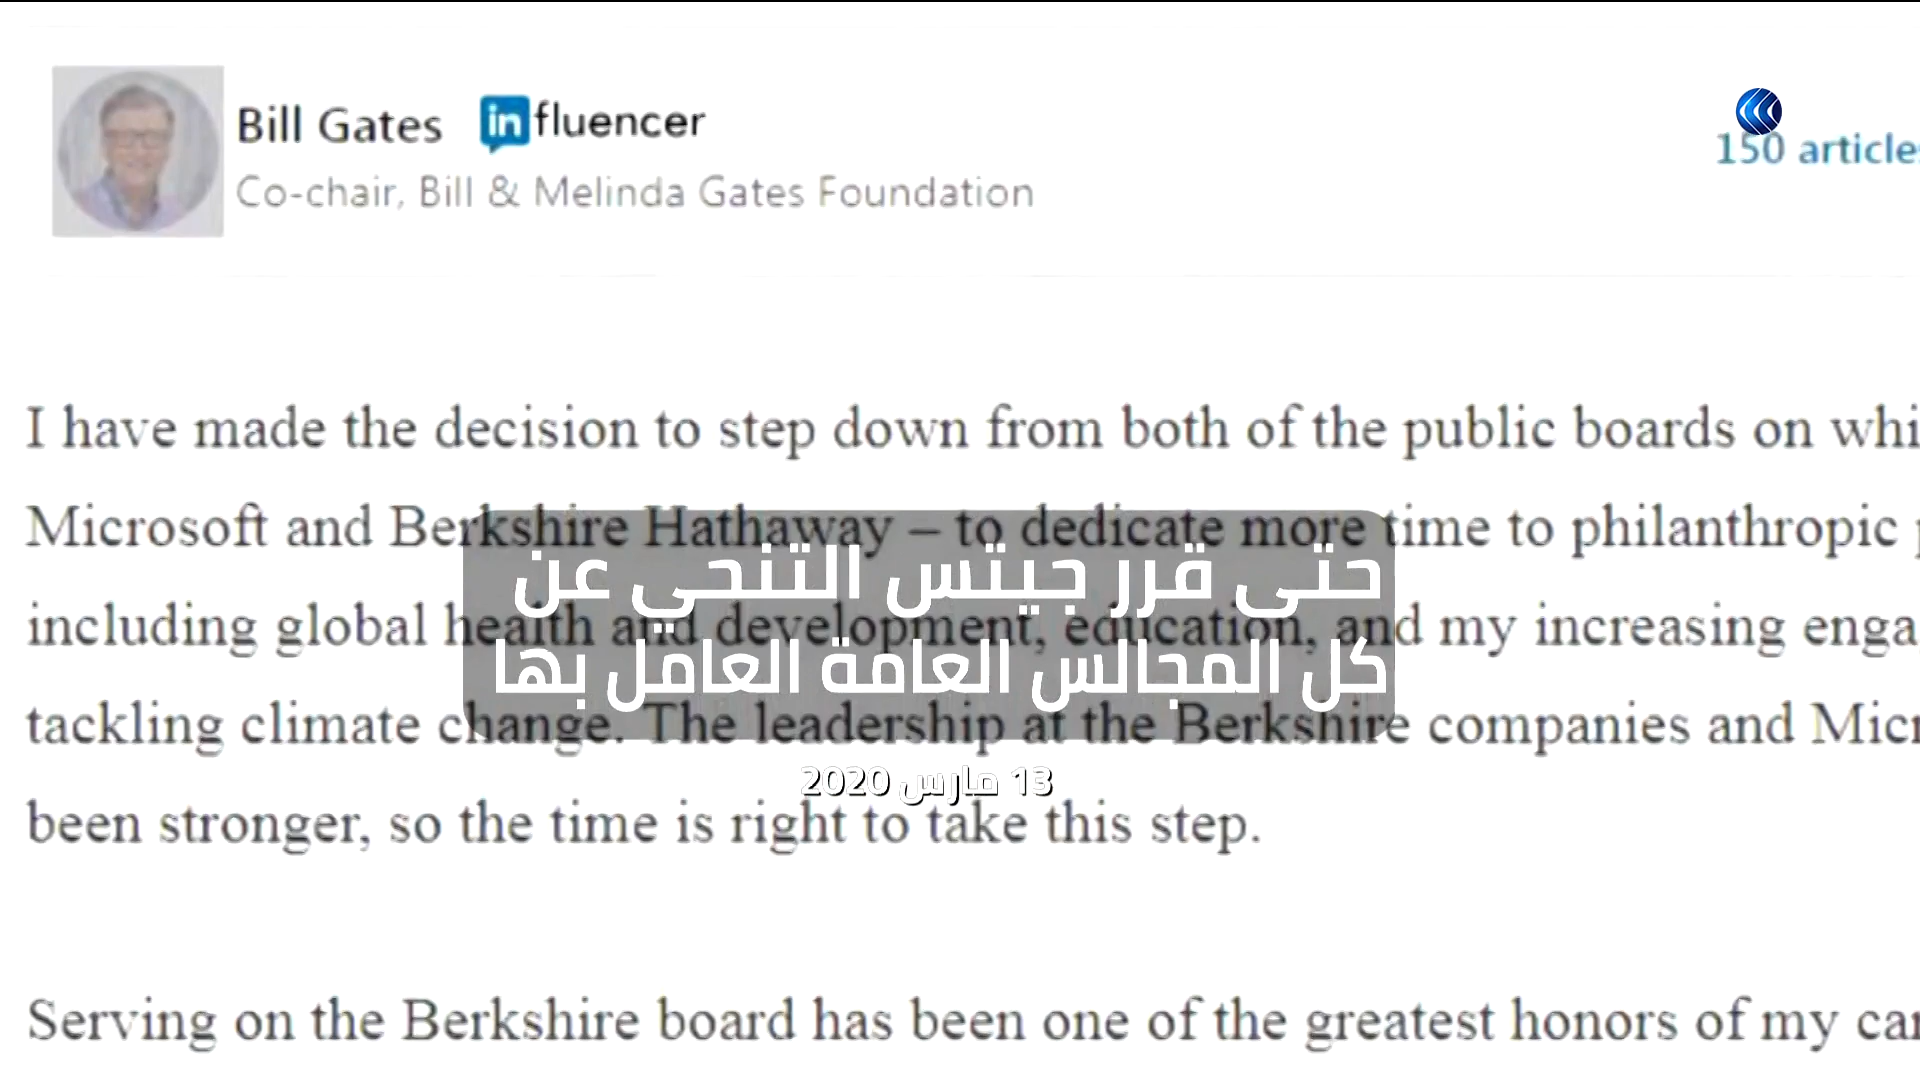 Bill Gates influencer
150 article
Co-chair, Bill & Melinda Gates Foundation
I have made the decision to step down from both of the public boards on whi
Microsoft and Berkshire Hathaway – to dedicate more time to philanthropic
حتى قرر جيتس التنحي عن
including global health and development, education, and my increasing enga
كل المجالس العامة العامل بها
tackling climate change. The leadership at the Berkshire companies and Micr
13 مارس 2020
been stronger, so the time is right to take this step.
Serving on the Berkshire board has been one of the greatest honors of my car